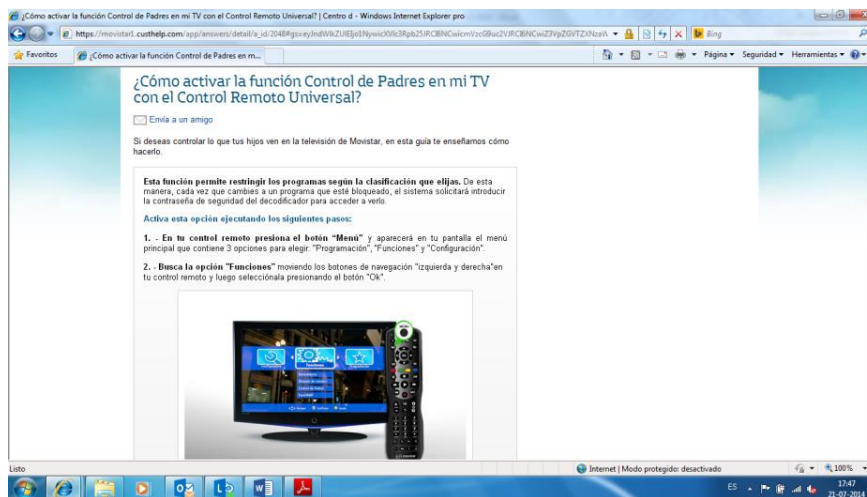 ¿Cómo activar la función Control de Padres en mi TV con el Control Remoto Universal? | Centro d - Windows Internet Explorer pro
Bing
Favoritos
¿Cómo activar la función Control de Padres en m...
Página
Seguridad
Herramientas
¿Cómo activar la función Control de Padres en mi TV
con el Control Remoto Universal?
Envía a un amigo
Si deseas controlar lo que tus hijos ven en la televisión de Movistar, en esta guía te enseñamos cómo
hacerlo.
Esta función permite restringir los programas según la clasificación que elijas. De esta
manera, cada vez que cambies a un programa que esté bloqueado, el sistema solicitará introducir
la contraseña de seguridad del decodificador para acceder a verlo.
Activa esta opción ejecutando los siguientes pasos:
1. - En tu control remoto presiona el botón “Menú” y aparecerá en tu pantalla el menú
principal que contiene 3 opciones para elegir: "Programación", "Funciones" y "Configuración".
2. - Busca la opción "Funciones" moviendo los botones de navegación "izquierda y derecha"en
tu control remoto y luego selecciónala presionando el botón "Ok".
Funciones
Listo
Internet | Modo protegido: desactivado
100%
ES
17:47
21-07-2014